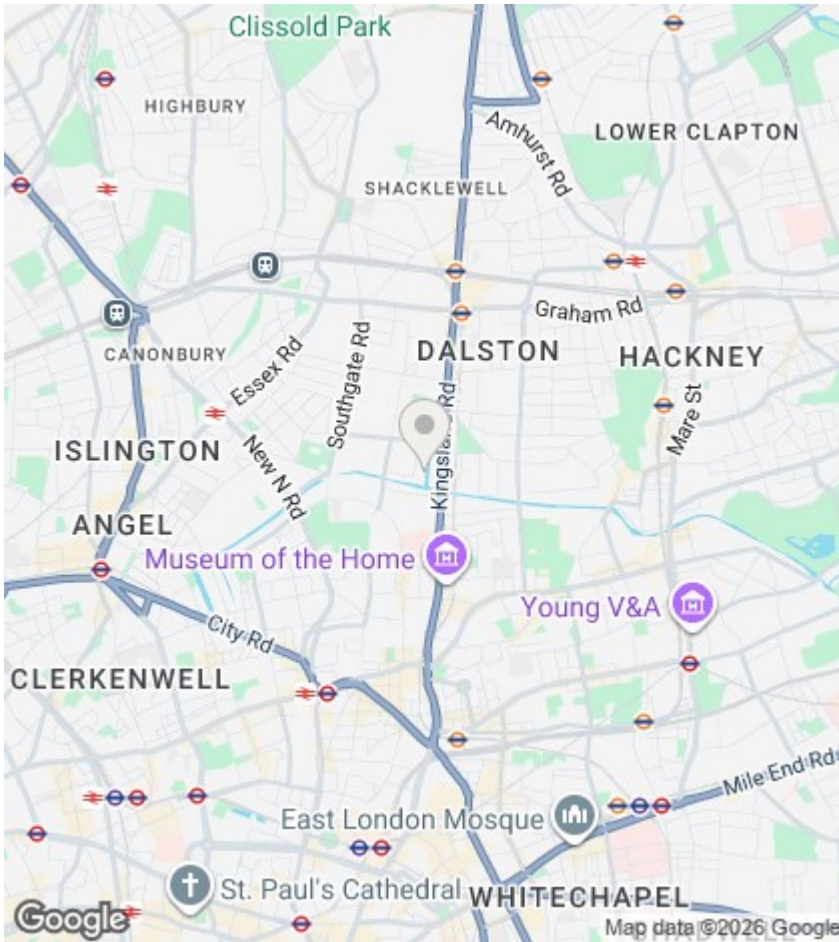 Clissold Park
HIGHBURY
LOWER CLAPTON
Amhurst Rd
SHACKLEWELL
Graham Rd
CANONBURY
Essex Rd
Southgate Rd
DALSTON
HACKNEY
Mare St
ISLINGTON
New N Rd
Kingsland Rd
ANGEL
Museum of the Home
Young V&A
City Rd
CLERKENWELL
Mile End Rd
East London Mosque
St. Paul's Cathedral
WHITECHAPEL
Google
Map data ©2026 Google